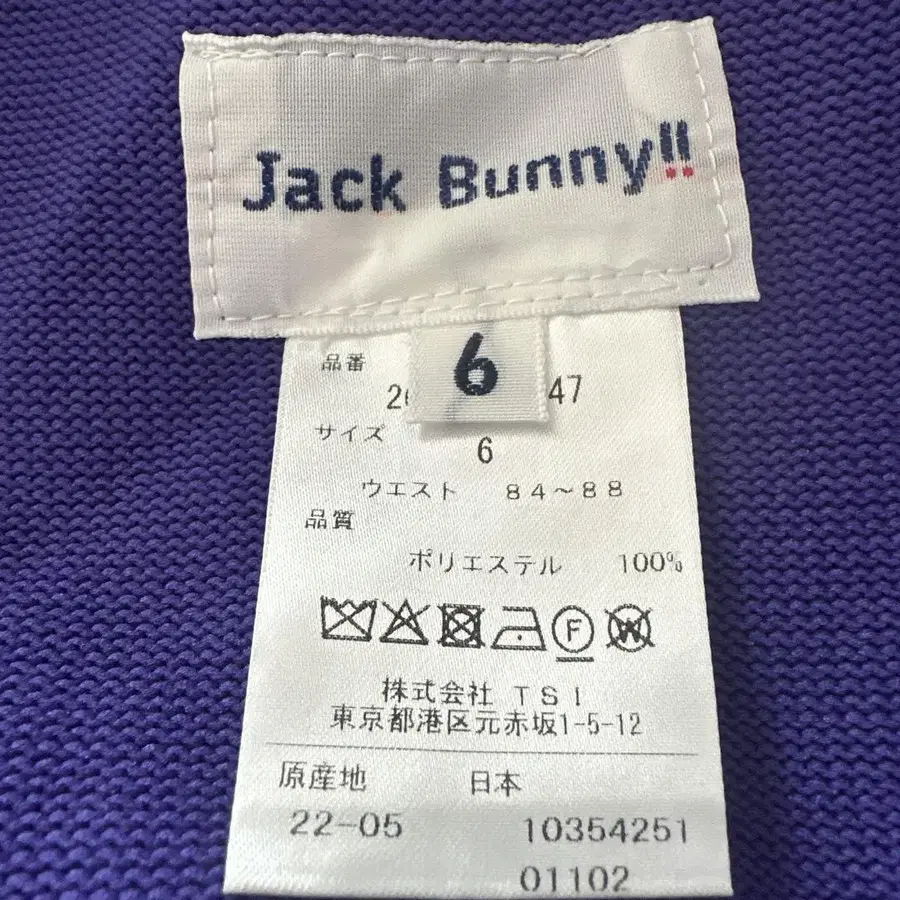 Jack Bunny!!
6
品番
47
サイズ
6
ウエスト 84~88
品質
ポリエステル 100%
F
W
株式会社 TSI
東京都港区元赤坂1-5-12
原産地 日本
22-05 10354251
01102